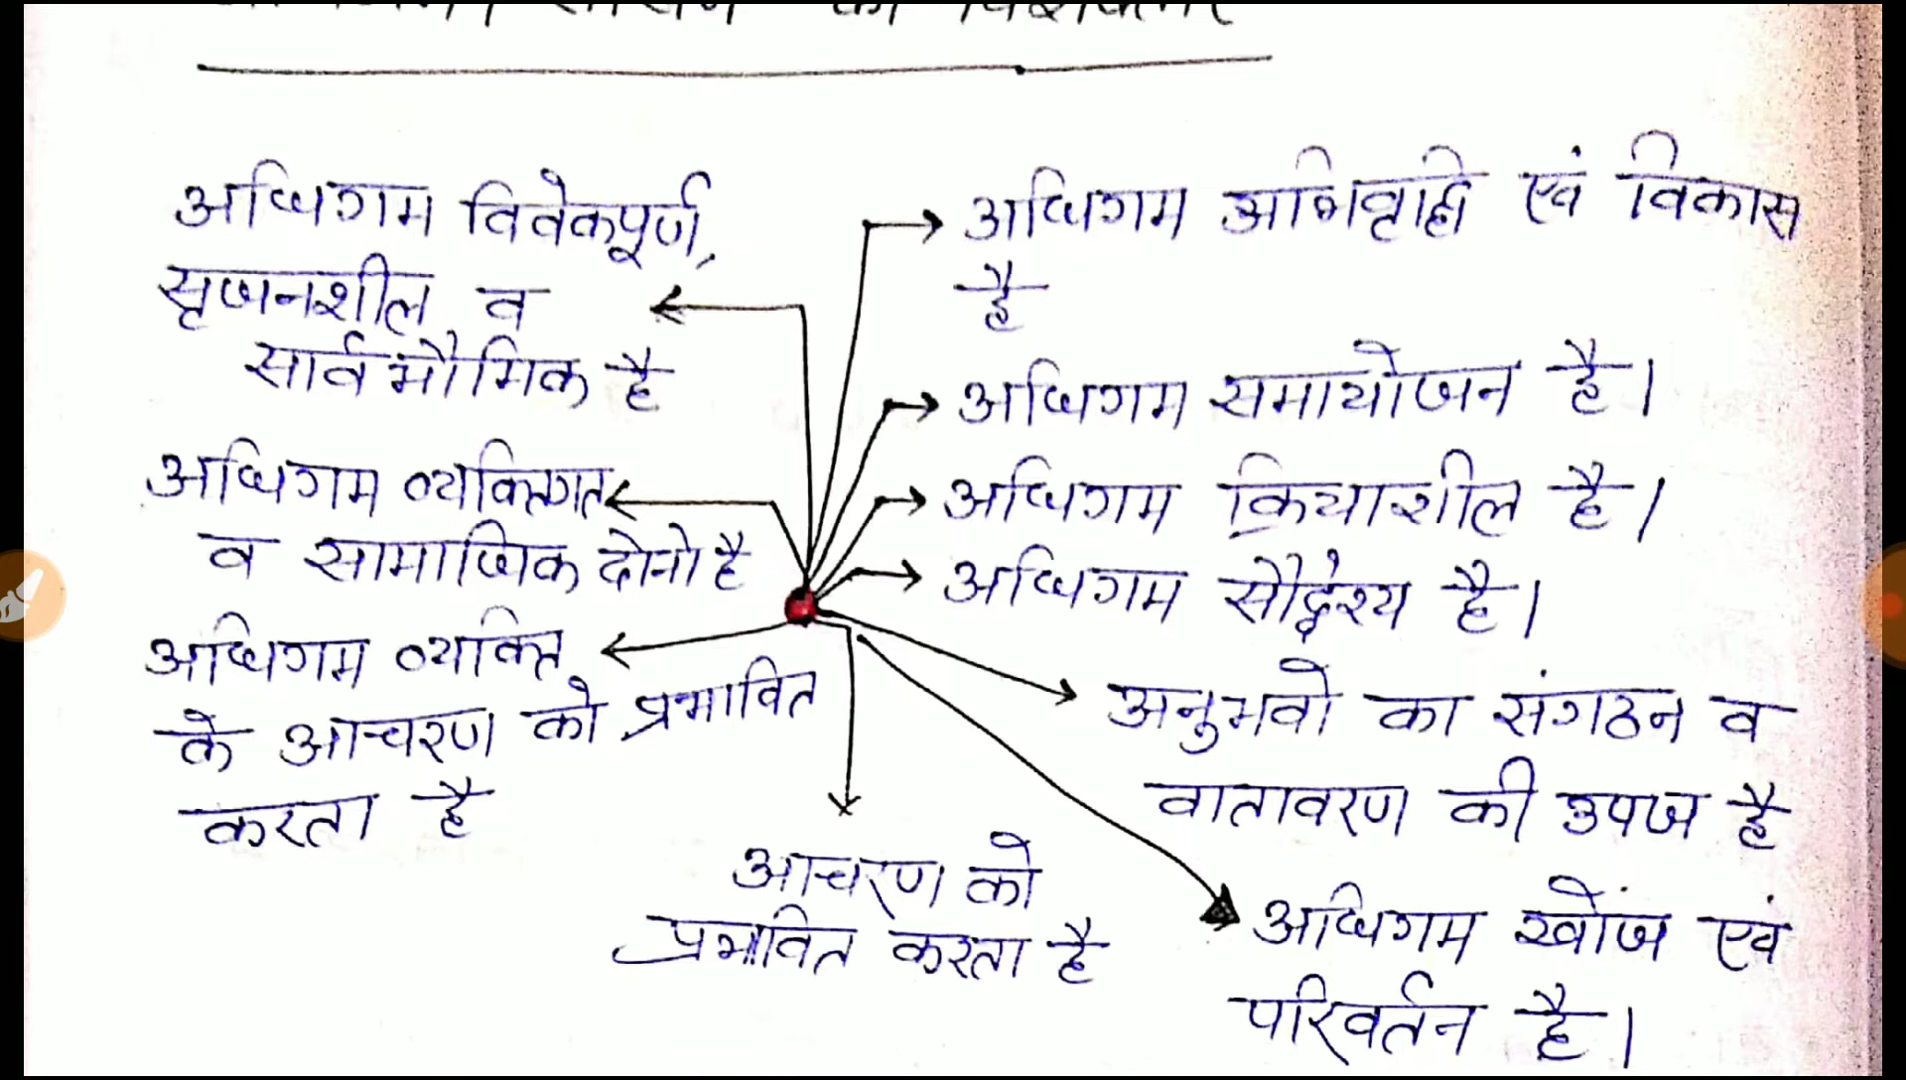 की
अधिगम विवेकपूर्ण,
सृजनशील व
सार्वभौमिक है
अधिगम व्यक्तिगत
व सामाजिक दोनो है
अधिगम व्यक्ति
के आचरण को प्रभावित
करता है
आचरण को
प्रभावित करता है
अधिगम एवं विकास
है
अधिगम समायोजन है।
अधिगम क्रियाशील है।
अधिगम सौद्देश्य है।
अनुभवो का संगठन व
वातावरण की उपज है
अधिगम खोंज एवं
परिवर्तन है।